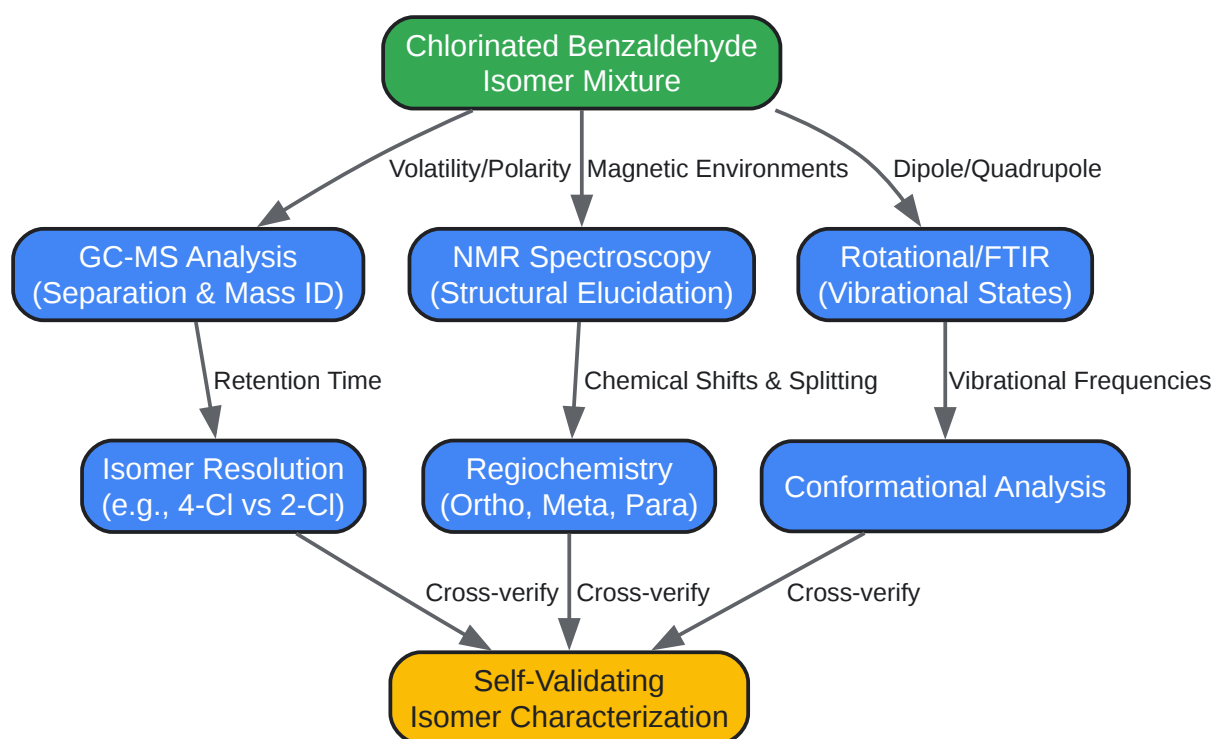 Chlorinated Benzaldehyde
Isomer Mixture
Volatility/Polarity
Magnetic Environments
Dipole/Quadrupole
GC-MS Analysis
(Separation & Mass ID)
NMR Spectroscopy
(Structural Elucidation)
Rotational/FTIR
(Vibrational States)
Retention Time
Chemical Shifts & Splitting
Vibrational Frequencies
Isomer Resolution
(e.g., 4-Cl vs 2-Cl)
Regiochemistry
(Ortho, Meta, Para)
Conformational Analysis
Cross-verify
Cross-verify
Cross-verify
Self-Validating
Isomer Characterization